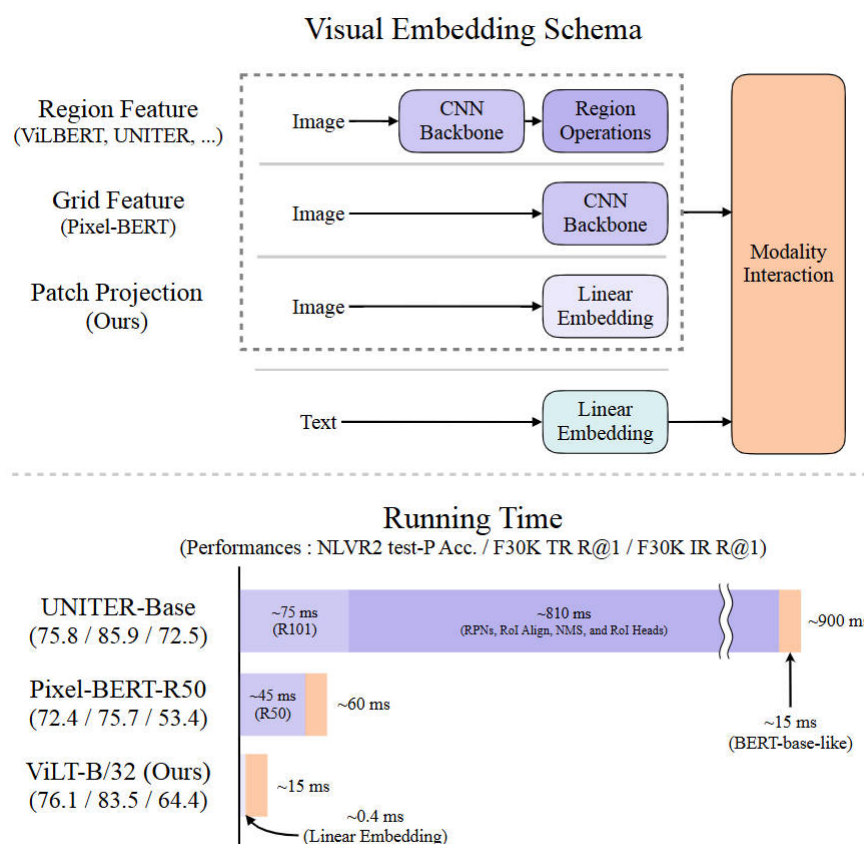 Visual Embedding Schema
Region Feature
(ViLBERT, UNITER, ...)
Image
CNN
Backbone
Region
Operations
Grid Feature
(Pixel-BERT)
Image
CNN
Backbone
Patch Projection
(Ours)
Image
Linear
Embedding
Modality
Interaction
Text
Linear
Embedding
Running Time
(Performances : NLVR2 test-P Acc. / F30K TR R@1 / F30K IR R@1)
UNITER-Base
(75.8 / 85.9 / 72.5)
~75 ms
(R101)
~810 ms
(RPNs, RoI Align, NMS, and RoI Heads)
~900 ms
~15 ms
(BERT-base-like)
Pixel-BERT-R50
(72.4 / 75.7 / 53.4)
~45 ms
(R50)
~60 ms
ViLT-B/32 (Ours)
(76.1 / 83.5 / 64.4)
~15 ms
~0.4 ms
(Linear Embedding)